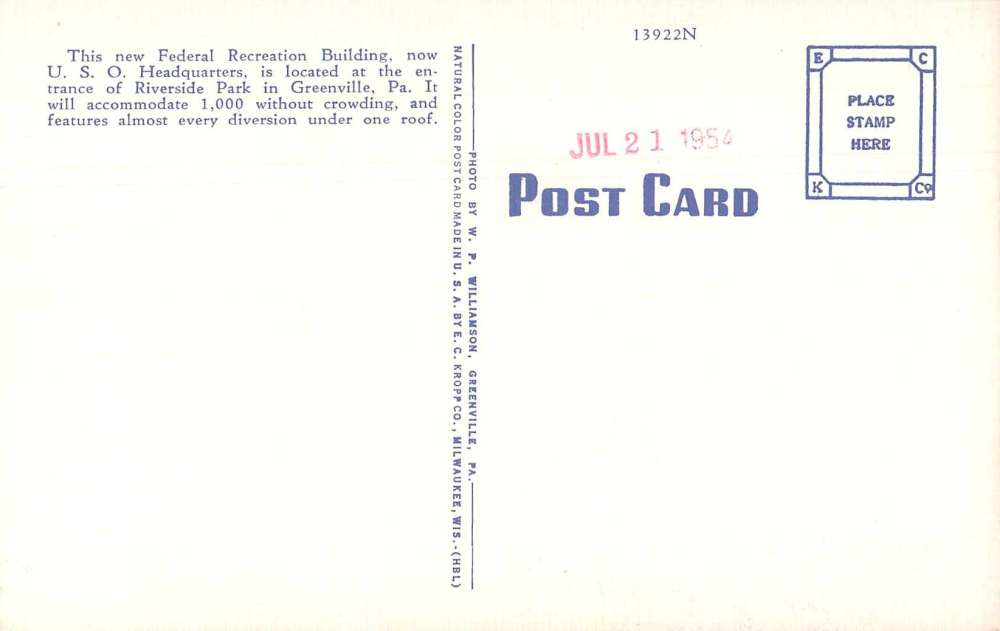 13922N
This new Federal Recreation Building, now
U. S. O. Headquarters, is located at the en-
trance of Riverside Park in Greenville, Pa. It
will accommodate 1,000 without crowding, and
features almost every diversion under one roof.
NATURAL COLOR POST CARD MADE IN U. S. A. BY E. C. KROPP CO., MILWAUKEE, WIS.-(HBL)
PHOTO BY W. P. WILLIAMSON, GREENVILLE, PA.
JUL 21 1954
POST CARD
E C
PLACE
STAMP
HERE
K Co